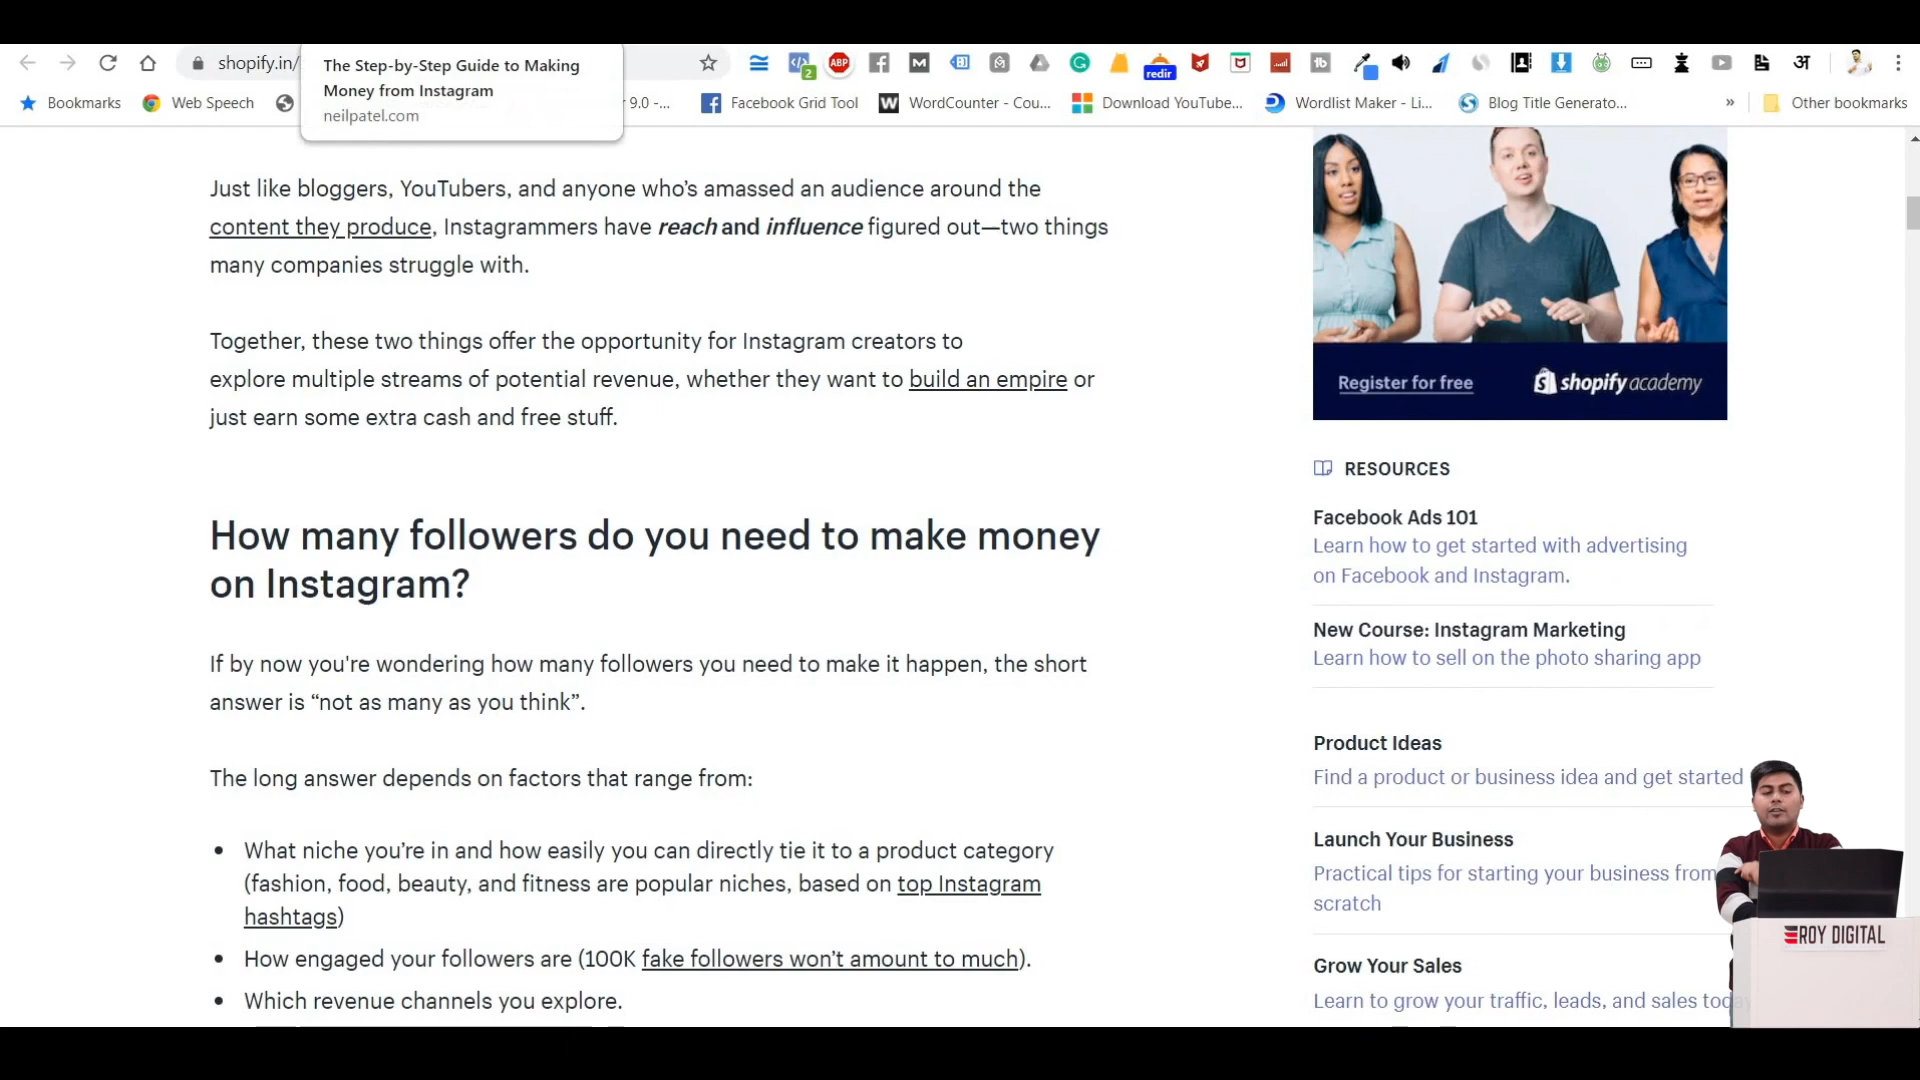 shopify.in/
The Step-by-Step Guide to Making
Money from Instagram
neilpatel.com
2
ABP
redir
अ
Bookmarks
Web Speech
r 9.0 -...
Facebook Grid Tool
WordCounter - Cou...
Download YouTube...
Wordlist Maker - Li...
Blog Title Generato...
»
Other bookmarks
Just like bloggers, YouTubers, and anyone who's amassed an audience around the
content they produce, Instagrammers have reach and influence figured out—two things
many companies struggle with.
Together, these two things offer the opportunity for Instagram creators to
explore multiple streams of potential revenue, whether they want to build an empire or
just earn some extra cash and free stuff.
How many followers do you need to make money
on Instagram?
If by now you're wondering how many followers you need to make it happen, the short
answer is “not as many as you think”.
The long answer depends on factors that range from:
• What niche you’re in and how easily you can directly tie it to a product category
(fashion, food, beauty, and fitness are popular niches, based on top Instagram
hashtags)
• How engaged your followers are (100K fake followers won’t amount to much).
• Which revenue channels you explore.
Register for free
shopify academy
RESOURCES
Facebook Ads 101
Learn how to get started with advertising
on Facebook and Instagram.
New Course: Instagram Marketing
Learn how to sell on the photo sharing app
Product Ideas
Find a product or business idea and get started
Launch Your Business
Practical tips for starting your business from
scratch
Grow Your Sales
Learn to grow your traffic, leads, and sales today
ROY DIGITAL